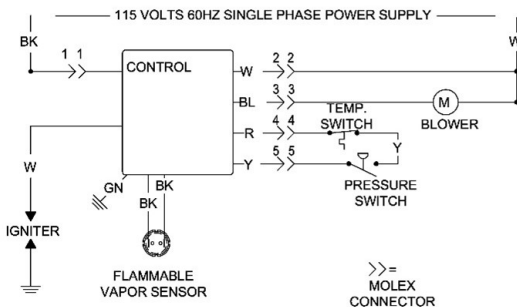 115 VOLTS 60HZ SINGLE PHASE POWER SUPPLY
BK
W
1 1
CONTROL
W
2 2
BL
3 3
M
BLOWER
TEMP.
SWITCH
R
4 4
Y
Y
5 5
PRESSURE
SWITCH
W
GN
BK
BK
IGNITER
FLAMMABLE
VAPOR SENSOR
>>=
MOLEX
CONNECTOR